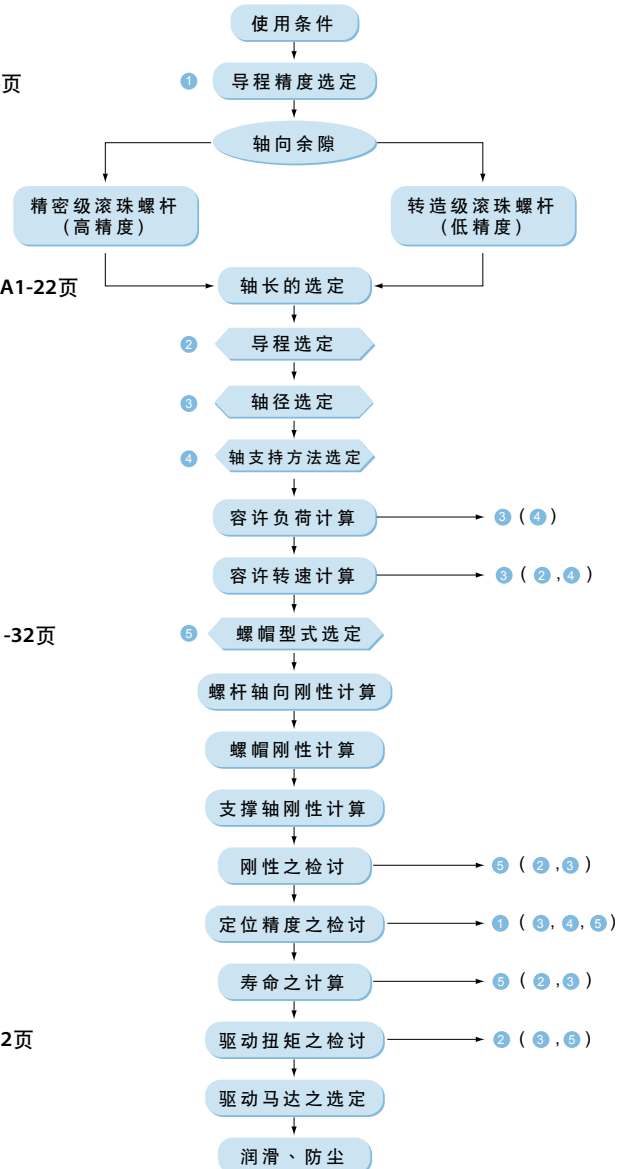 使用条件
页
1 导程精度选定
轴向余隙
精密级滚珠螺杆
(高精度)
转造级滚珠螺杆
(低精度)
A1-22页
轴长的选定
2 导程选定
3 轴径选定
4 轴支持方法选定
容许负荷计算 3 (4)
容许转速计算 3 (2,4)
-32页
5 螺帽型式选定
螺杆轴向刚性计算
螺帽刚性计算
支撑轴刚性计算
刚性之检讨 5 (2,3)
定位精度之检讨 1 (3,4,5)
寿命之计算 5 (2,3)
2页
驱动扭矩之检讨 2 (3,5)
驱动马达之选定
润滑、防尘